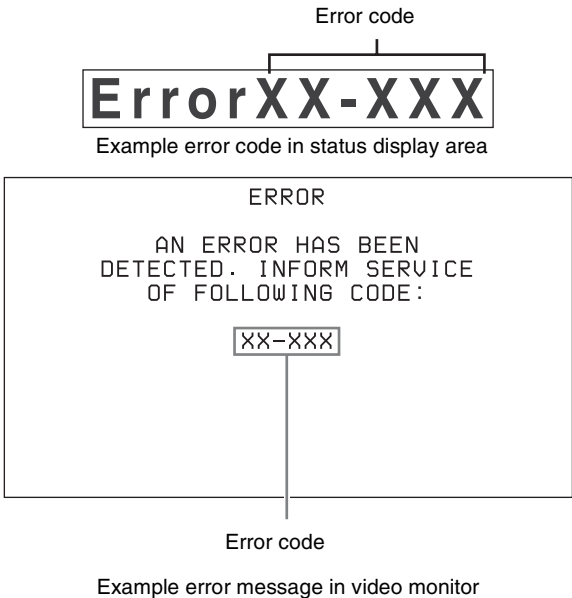 Error code
ErrorXX-XXX
Example error code in status display area
ERROR
AN ERROR HAS BEEN
DETECTED. INFORM SERVICE
OF FOLLOWING CODE:
XX-XXX
Error code
Example error message in video monitor